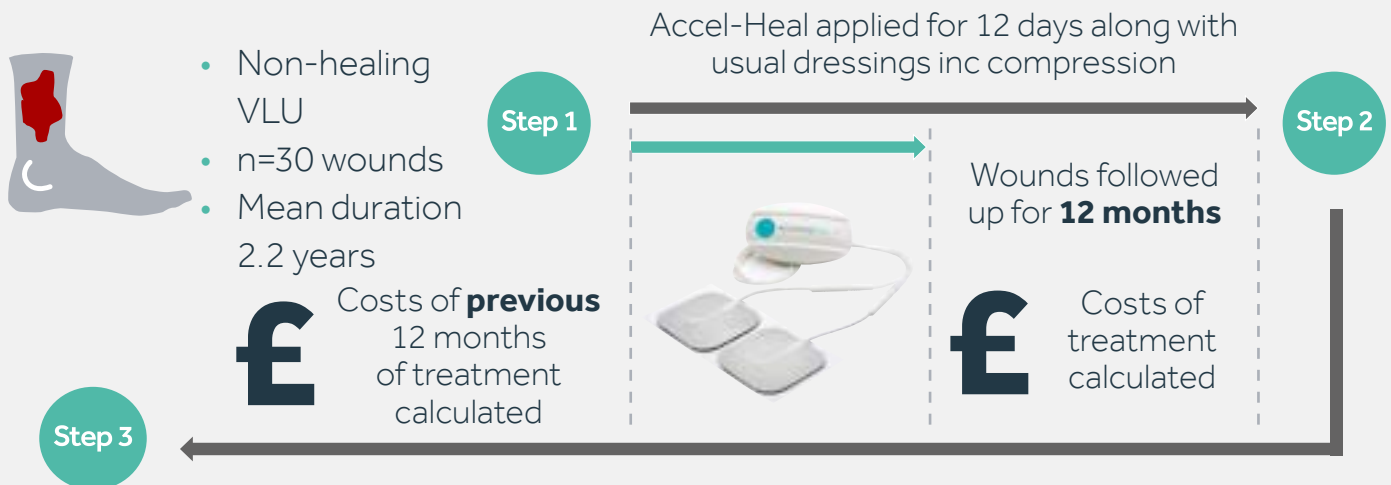 Accel-Heal applied for 12 days along with
usual dressings inc compression
• Non-healing
VLU
• n=30 wounds
• Mean duration
2.2 years
£
Costs of previous
12 months
of treatment
calculated
Step 1
Step 2
Wounds followed
up for 12 months
£
Costs of
treatment
calculated
Step 3